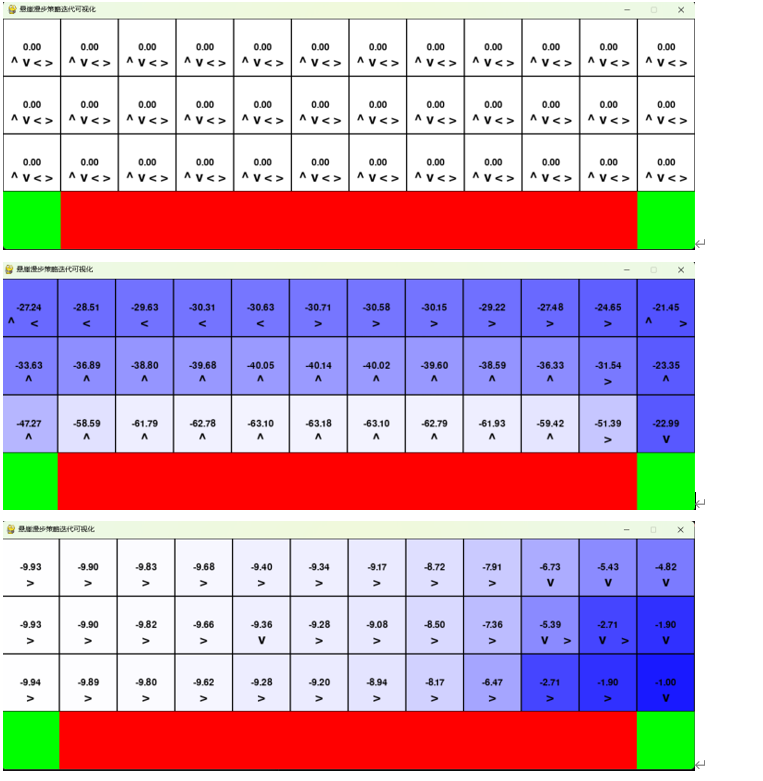 悬崖漫步策略迭代可视化
0.00 0.00 0.00 0.00 0.00 0.00 0.00 0.00 0.00 0.00 0.00 0.00
^ v < > ^ v < > ^ v < > ^ v < > ^ v < > ^ v < > ^ v < > ^ v < > ^ v < > ^ v < > ^ v < > ^ v < >
0.00 0.00 0.00 0.00 0.00 0.00 0.00 0.00 0.00 0.00 0.00 0.00
^ v < > ^ v < > ^ v < > ^ v < > ^ v < > ^ v < > ^ v < > ^ v < > ^ v < > ^ v < > ^ v < > ^ v < >
0.00 0.00 0.00 0.00 0.00 0.00 0.00 0.00 0.00 0.00 0.00 0.00
^ v < > ^ v < > ^ v < > ^ v < > ^ v < > ^ v < > ^ v < > ^ v < > ^ v < > ^ v < > ^ v < > ^ v < >
悬崖漫步策略迭代可视化
-27.24 -28.51 -29.63 -30.31 -30.63 -30.71 -30.58 -30.15 -29.22 -27.48 -24.65 -21.45
^ < < < < < > > > > > > ^ >
-33.63 -36.89 -38.80 -39.68 -40.05 -40.14 -40.02 -39.60 -38.59 -36.33 -31.54 -23.35
^ ^ ^ ^ ^ ^ ^ ^ ^ ^ > ^
-47.27 -58.59 -61.79 -62.78 -63.10 -63.18 -63.10 -62.79 -61.93 -59.42 -51.39 -22.99
^ ^ ^ ^ ^ ^ ^ ^ ^ ^ > v
悬崖漫步策略迭代可视化
-9.93 -9.90 -9.83 -9.68 -9.40 -9.34 -9.17 -8.72 -7.91 -6.73 -5.43 -4.82
> > > > > > > > > v v v
-9.93 -9.90 -9.82 -9.66 -9.36 -9.28 -9.08 -8.50 -7.36 -5.39 -2.71 -1.90
> > > > v > > > > v > v > v
-9.94 -9.89 -9.80 -9.62 -9.28 -9.20 -8.94 -8.17 -6.47 -2.71 -1.90 -1.00
> > > > > > > > > > > v